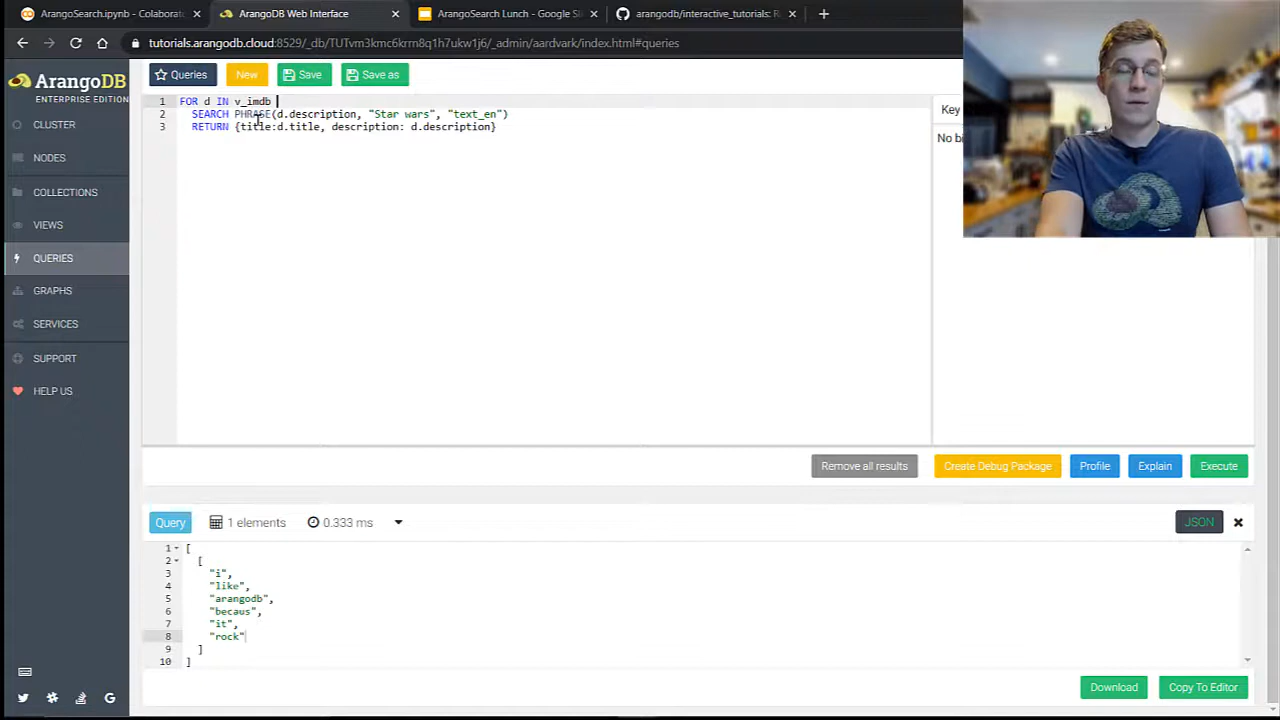 ArangoSearch.ipynb - Colaborat
ArangoDB Web Interface
ArangoSearch Lunch - Google Sl
arangodb/interactive_tutorials: R
tutorials.arangodb.cloud:8529/_db/TUTvm3kmc6krrn8q1h7ukw1j6/_admin/aardvark/index.html#queries
ArangoDB
ENTERPRISE EDITION
CLUSTER
NODES
COLLECTIONS
VIEWS
QUERIES
GRAPHS
SERVICES
SUPPORT
HELP US
Queries
New
Save
Save as
1 FOR d IN v_imdb
2 SEARCH PHRASE(d.description, "Star wars", "text_en")
3 RETURN {title:d.title, description: d.description}
Key
No bi
Remove all results
Create Debug Package
Profile
Explain
Execute
Query
1 elements
0.333 ms
JSON
1 [
2 [
3 "i",
4 "like",
5 "arangodb",
6 "becaus",
7 "it",
8 "rock"
9 ]
10 ]
Download
Copy To Editor